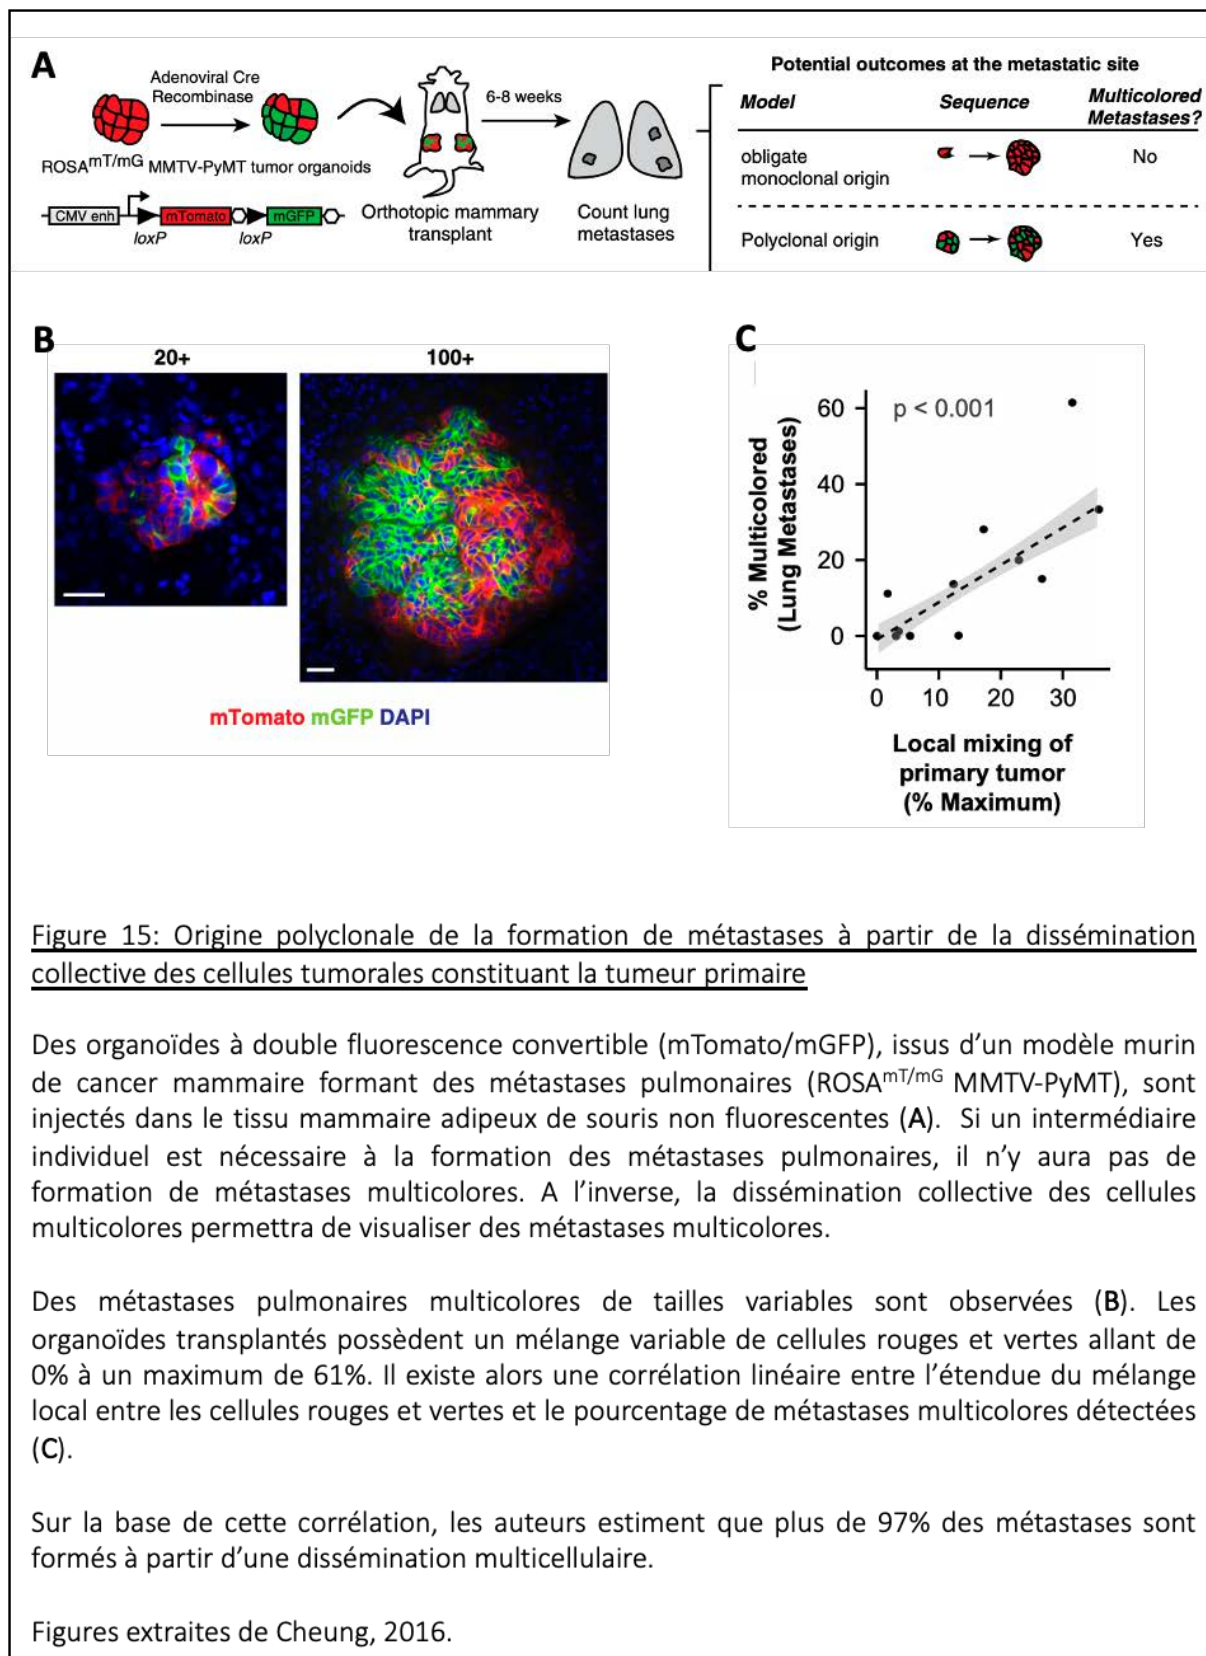 A
Adenoviral Cre
Recombinase
ROSAmT/mG MMTV-PyMT tumor organoids
CMV enh
mTomato
mGFP
loxP
loxP
Orthotopic mammary
transplant
6-8 weeks
Count lung
metastases
Potential outcomes at the metastatic site
Model Sequence Multicolored
Metastases?
obligate
monoclonal origin
No
Polyclonal origin
Yes
B
20+
100+
mTomato mGFP DAPI
C
p < 0.001
% Multicolored
(Lung Metastases)
60
40
20
0
0 10 20 30
Local mixing of
primary tumor
(% Maximum)
Figure 15: Origine polyclonale de la formation de métastases à partir de la dissémination
collective des cellules tumorales constituant la tumeur primaire
Des organoïdes à double fluorescence convertible (mTomato/mGFP), issus d’un modèle murin
de cancer mammaire formant des métastases pulmonaires (ROSAmT/mG MMTV-PyMT), sont
injectés dans le tissu mammaire adipeux de souris non fluorescentes (A). Si un intermédiaire
individuel est nécessaire à la formation des métastases pulmonaires, il n’y aura pas de
formation de métastases multicolores. A l’inverse, la dissémination collective des cellules
multicolores permettra de visualiser des métastases multicolores.
Des métastases pulmonaires multicolores de tailles variables sont observées (B). Les
organoïdes transplantés possèdent un mélange variable de cellules rouges et vertes allant de
0% à un maximum de 61%. Il existe alors une corrélation linéaire entre l’étendue du mélange
local entre les cellules rouges et vertes et le pourcentage de métastases multicolores détectées
(C).
Sur la base de cette corrélation, les auteurs estiment que plus de 97% des métastases sont
formés à partir d’une dissémination multicellulaire.
Figures extraites de Cheung, 2016.